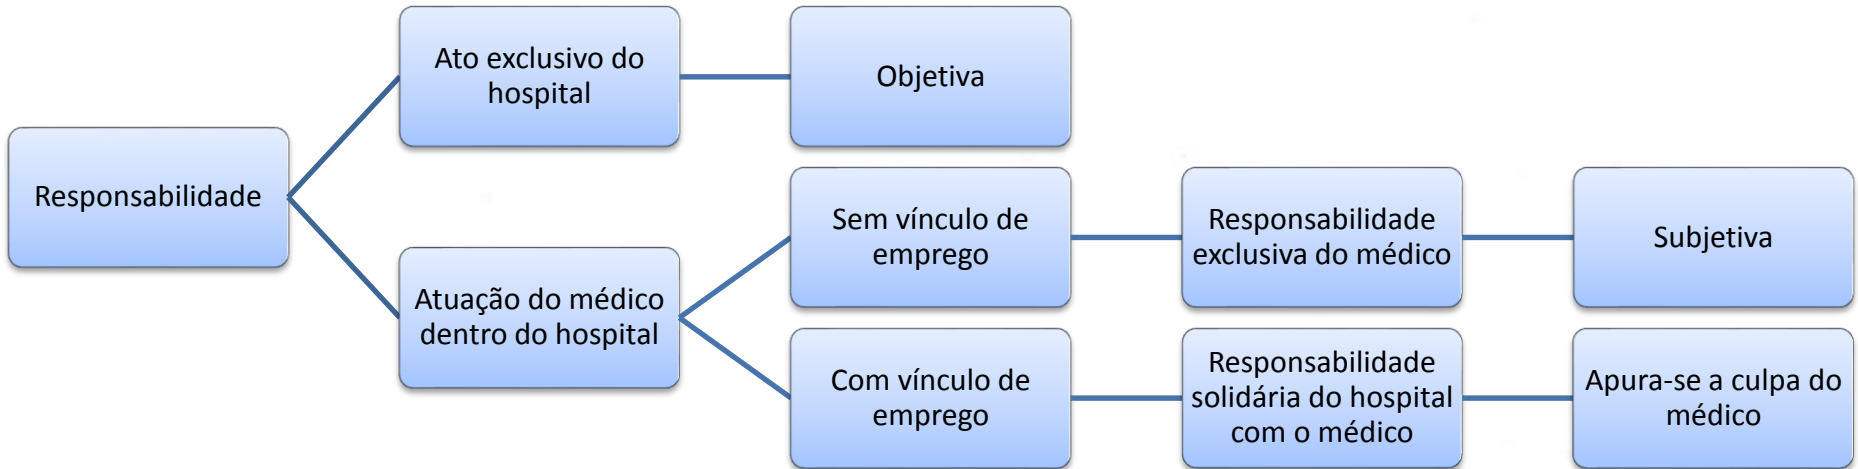 Responsabilidade
Ato exclusivo do
hospital
Objetiva
Atuação do médico
dentro do hospital
Sem vínculo de
emprego
Responsabilidade
exclusiva do médico
Subjetiva
Com vínculo de
emprego
Responsabilidade
solidária do hospital
com o médico
Apura-se a culpa do
médico